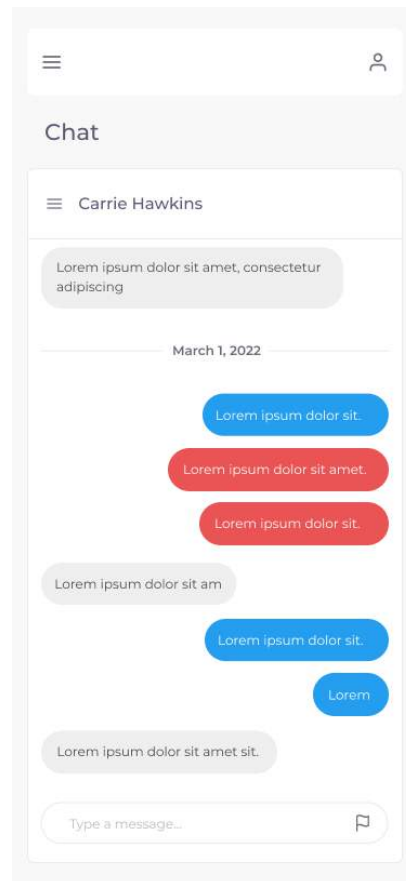 Chat
Carrie Hawkins
Lorem ipsum dolor sit amet, consectetur
adipiscing
March 1, 2022
Lorem ipsum dolor sit.
Lorem ipsum dolor sit amet.
Lorem ipsum dolor sit.
Lorem ipsum dolor sit am
Lorem ipsum dolor sit.
Lorem
Lorem ipsum dolor sit amet sit.
Type a message...